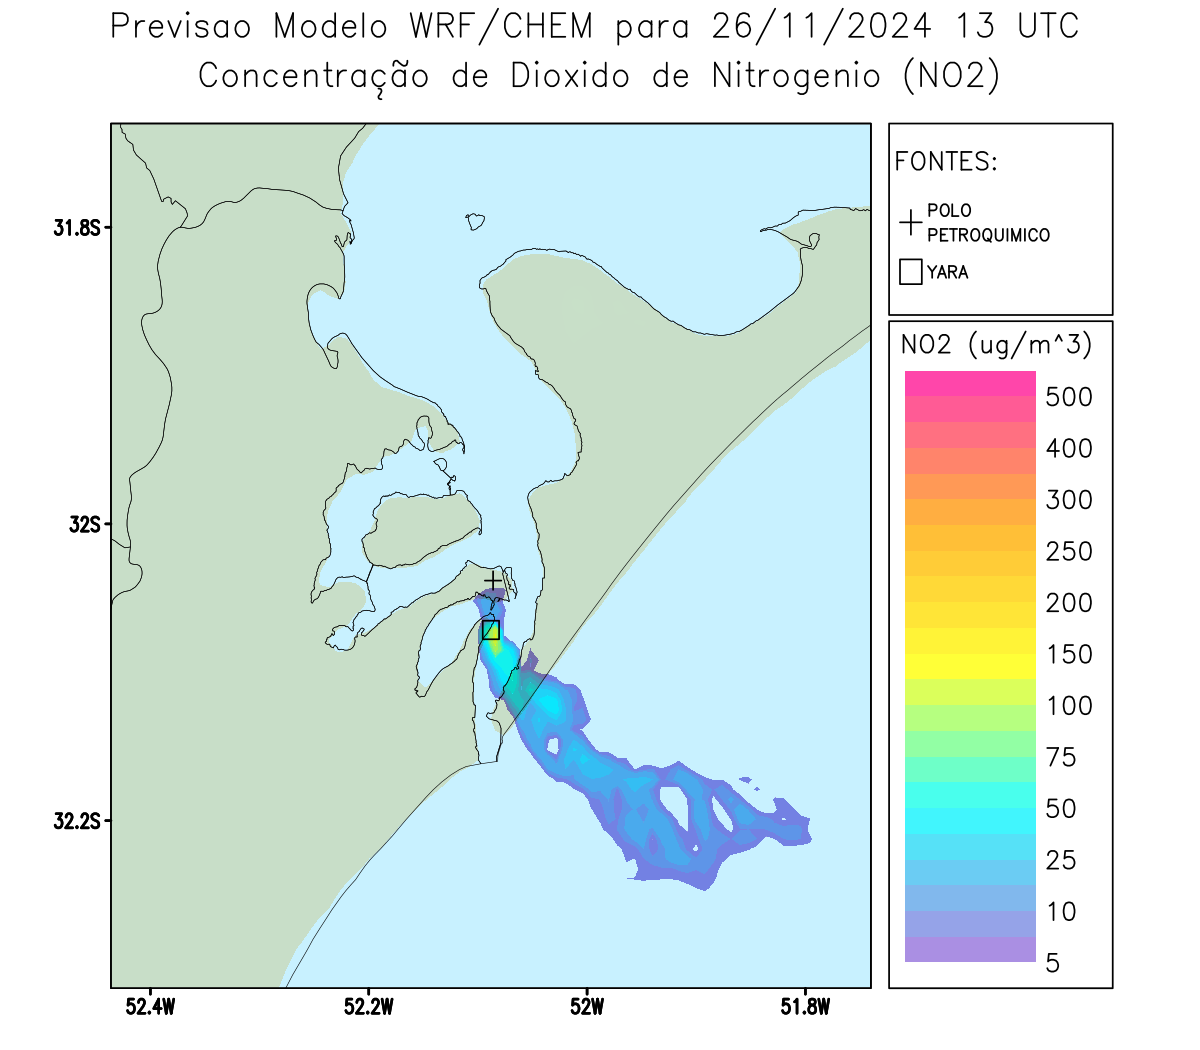 Previsao Modelo WRF/CHEM para 26/11/2024 13 UTC
Concentração de Dioxido de Nitrogenio (NO2)
FONTES:
POLO
PETROQUIMICO
YARA
NO2 (ug/m^3)
500
400
300
250
200
150
100
75
50
25
10
5
31.8S
32S
32.2S
52.4W
52.2W
52W
51.8W